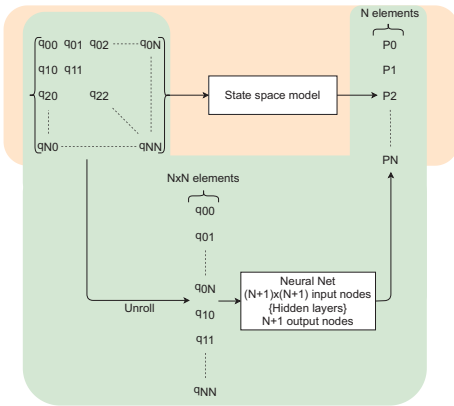 N elements
q00 q01 q02 q0N
q10 q11
q20 q22
qN0 qNN
State space model
P0
P1
P2
PN
NxN elements
q00
q01
q0N
q10
q11
qNN
Unroll
Neural Net
(N+1)x(N+1) input nodes
{Hidden layers}
N+1 output nodes